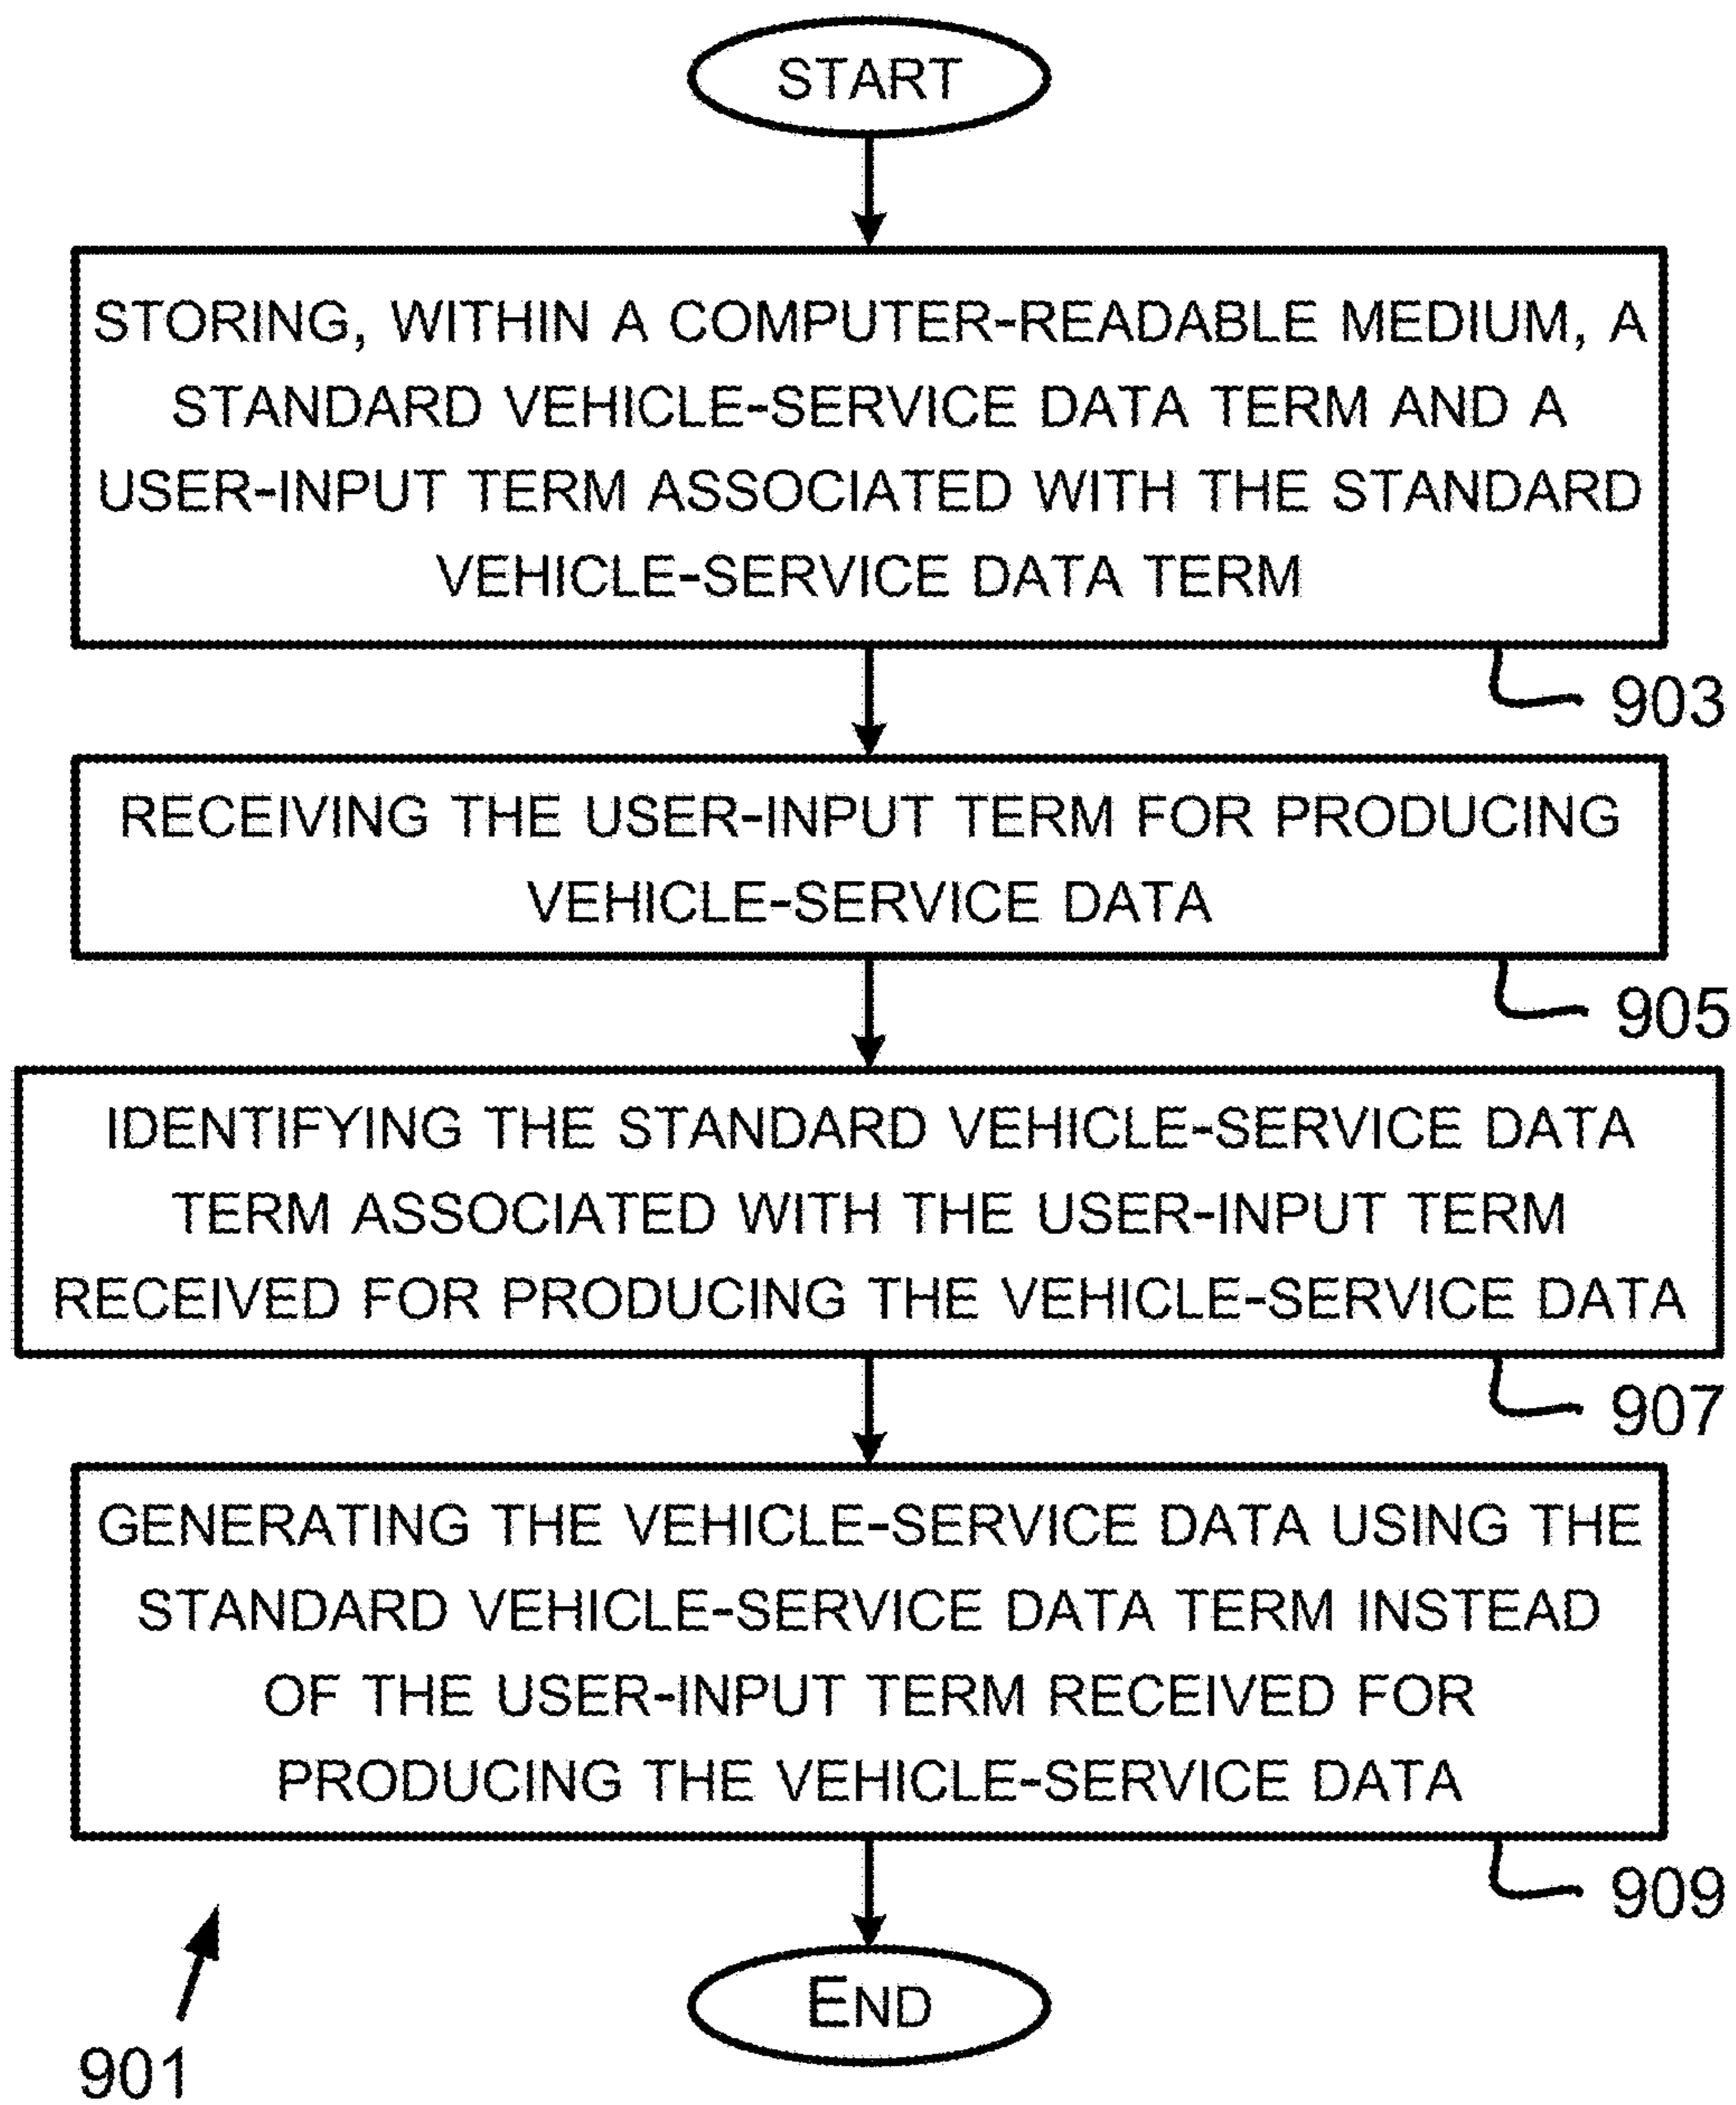 START
STORING, WITHIN A COMPUTER-READABLE MEDIUM, A
STANDARD VEHICLE-SERVICE DATA TERM AND A
USER-INPUT TERM ASSOCIATED WITH THE STANDARD
VEHICLE-SERVICE DATA TERM
903
RECEIVING THE USER-INPUT TERM FOR PRODUCING
VEHICLE-SERVICE DATA
905
IDENTIFYING THE STANDARD VEHICLE-SERVICE DATA
TERM ASSOCIATED WITH THE USER-INPUT TERM
RECEIVED FOR PRODUCING THE VEHICLE-SERVICE DATA
907
GENERATING THE VEHICLE-SERVICE DATA USING THE
STANDARD VEHICLE-SERVICE DATA TERM INSTEAD
OF THE USER-INPUT TERM RECEIVED FOR
PRODUCING THE VEHICLE-SERVICE DATA
909
END
901